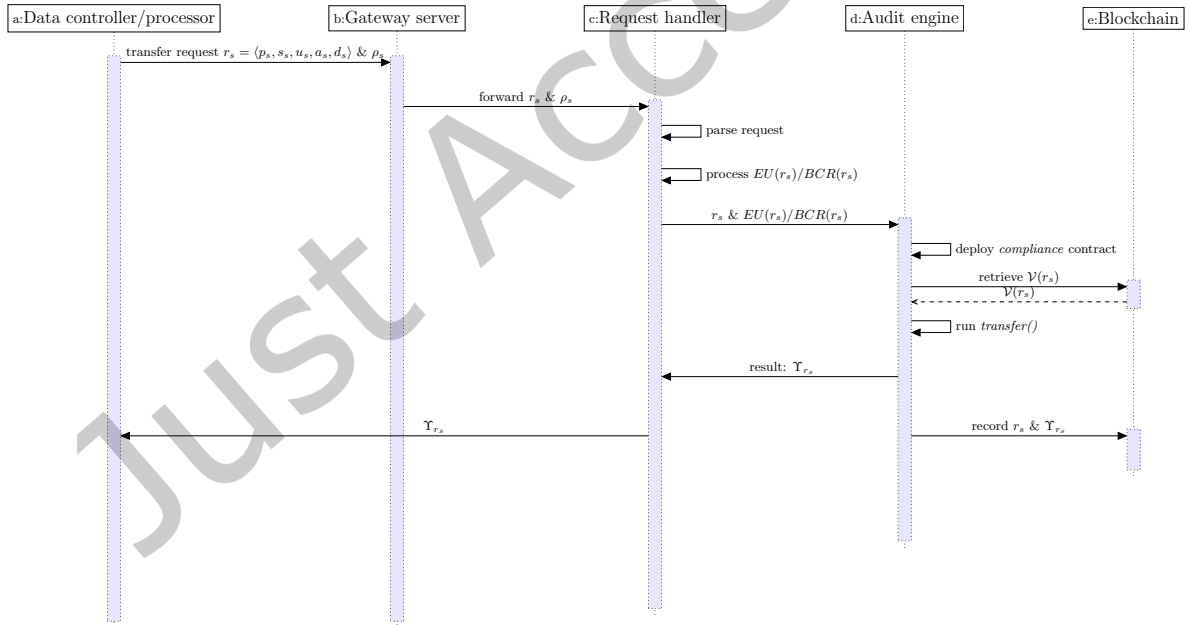 a:Data controller/processor
b:Gateway server
c:Request handler
d:Audit engine
e:Blockchain
transfer request rₛ = ⟨pₛ, sₛ, uₛ, aₛ, dₛ⟩ & ρₛ
forward rₛ & ρₛ
parse request
process EU(rₛ)/BCR(rₛ)
rₛ & EU(rₛ)/BCR(rₛ)
deploy compliance contract
retrieve 𝒱(rₛ)
𝒱(rₛ)
run transfer()
result: ϒrₛ
ϒrₛ
record rₛ & ϒrₛ
Just Acce